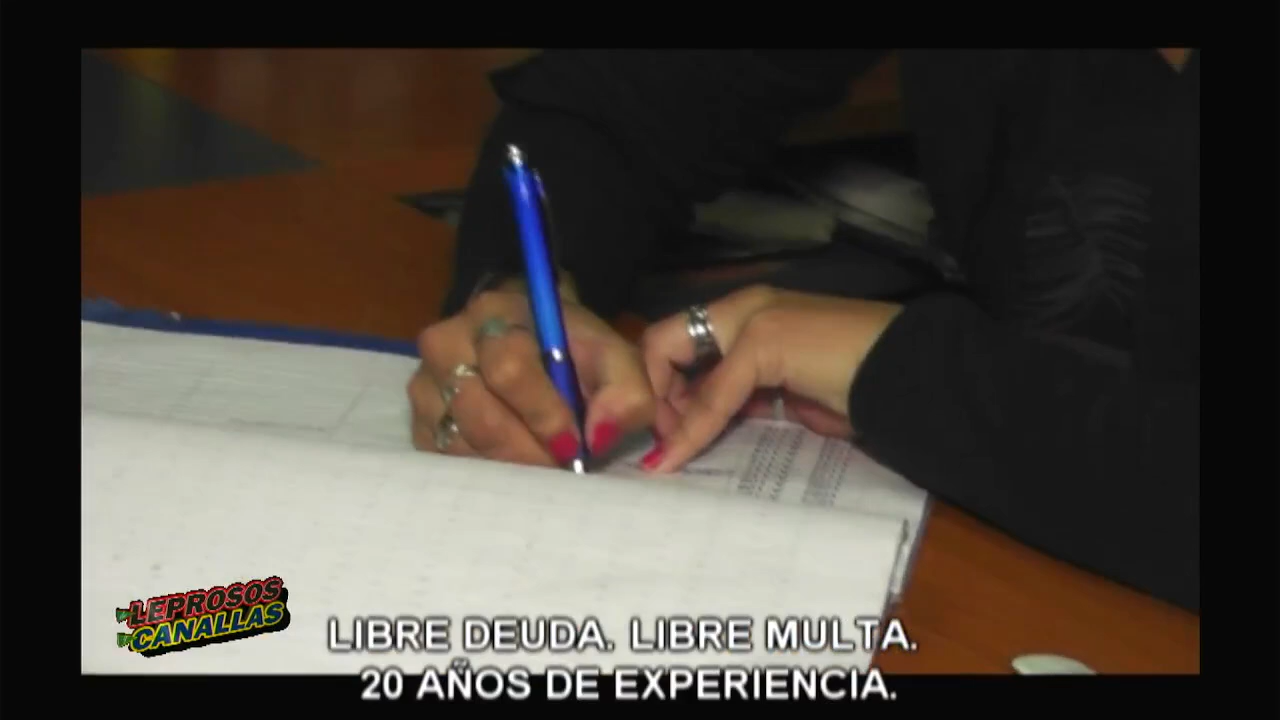 LEPROSOS
CANALLAS
LIBRE DEUDA. LIBRE MULTA.
20 AÑOS DE EXPERIENCIA.